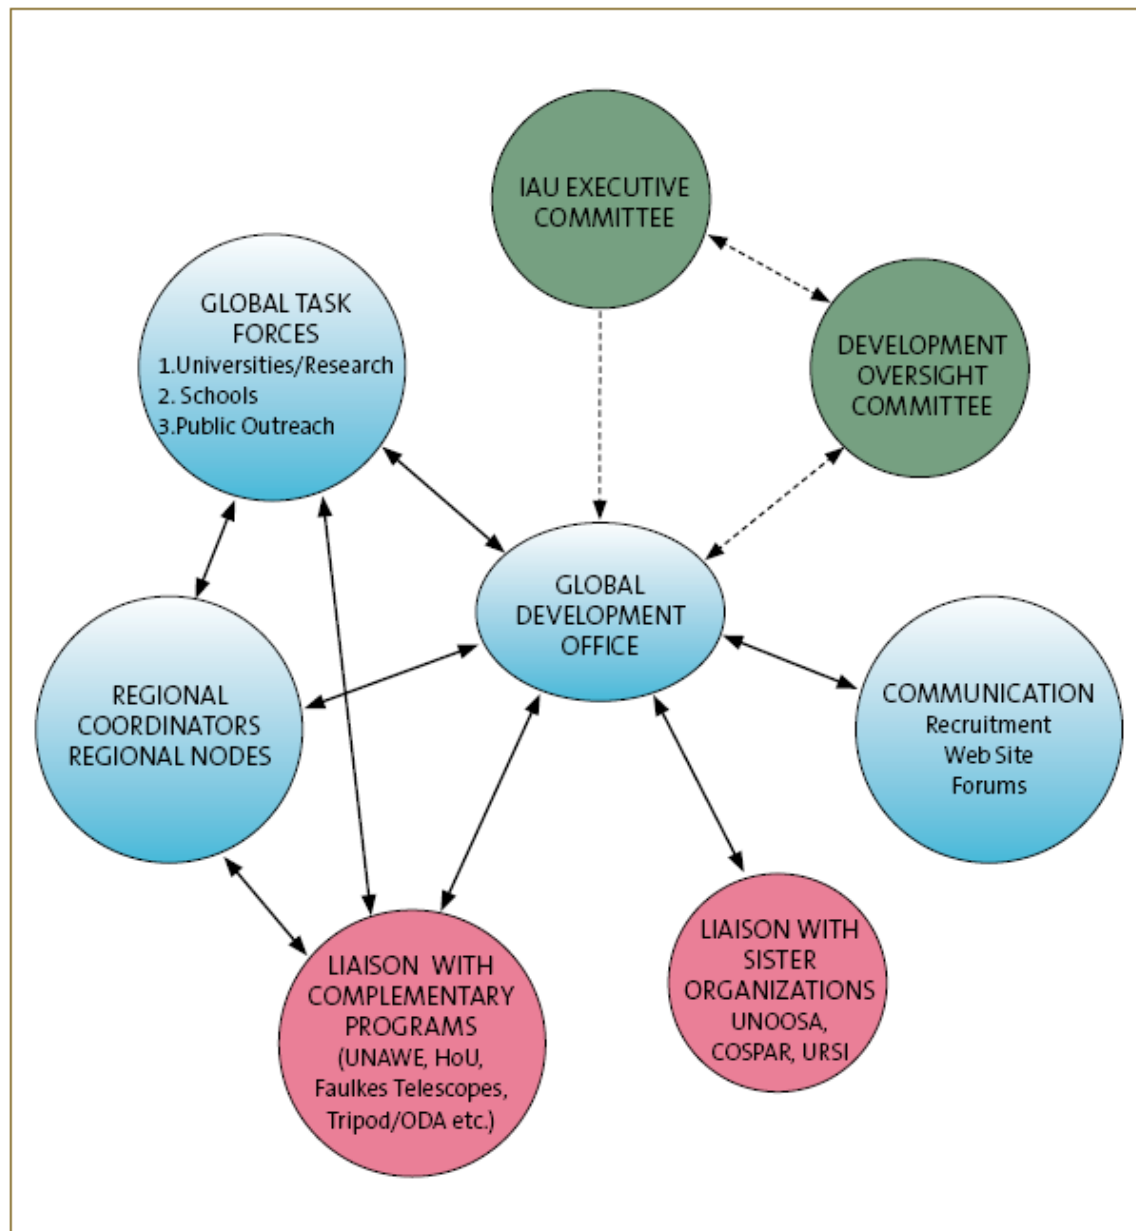 IAU EXECUTIVE
COMMITTEE
GLOBAL TASK
FORCES
1.Universities/Research
2. Schools
3.Public Outreach
DEVELOPMENT
OVERSIGHT
COMMITTEE
GLOBAL
DEVELOPMENT
OFFICE
REGIONAL
COORDINATORS
REGIONAL NODES
COMMUNICATION
Recruitment
Web Site
Forums
LIAISON WITH
COMPLEMENTARY
PROGRAMS
(UNAWE, HoU,
Faulkes Telescopes,
Tripod/ODA etc.)
LIAISON WITH
SISTER
ORGANIZATIONS
UNOOSA,
COSPAR, URSI